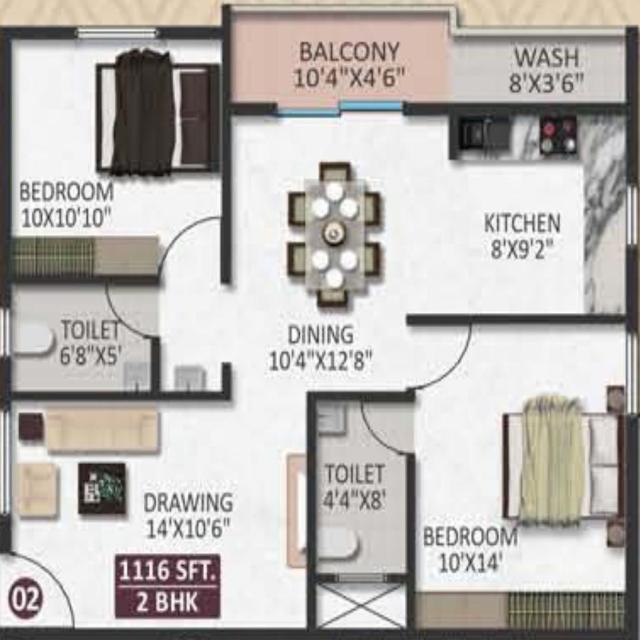 BALCONY
10'4"X4'6"
WASH
8'X3'6"
BEDROOM
10X10'10"
KITCHEN
8'X9'2"
TOILET
6'8"X5'
DINING
10'4"X12'8"
DRAWING
14'X10'6"
TOILET
4'4"X8'
BEDROOM
10'X14'
1116 SFT.
2 BHK
02